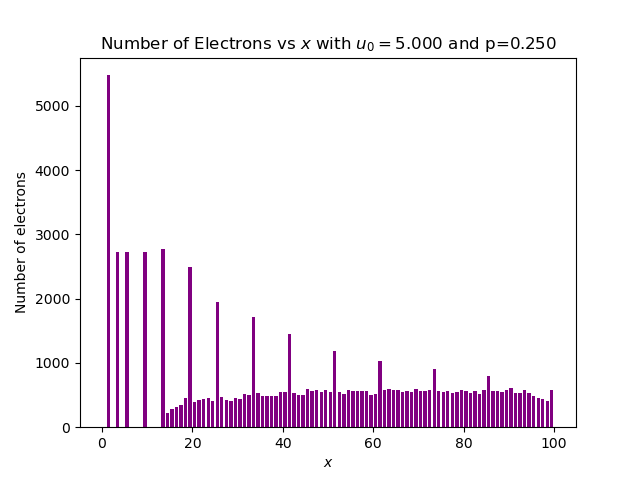 Number of Electrons vs x with u₀ = 5.000 and p=0.250
Number of electrons
5000
4000
3000
2000
1000
0
0 20 40 60 80 100
x